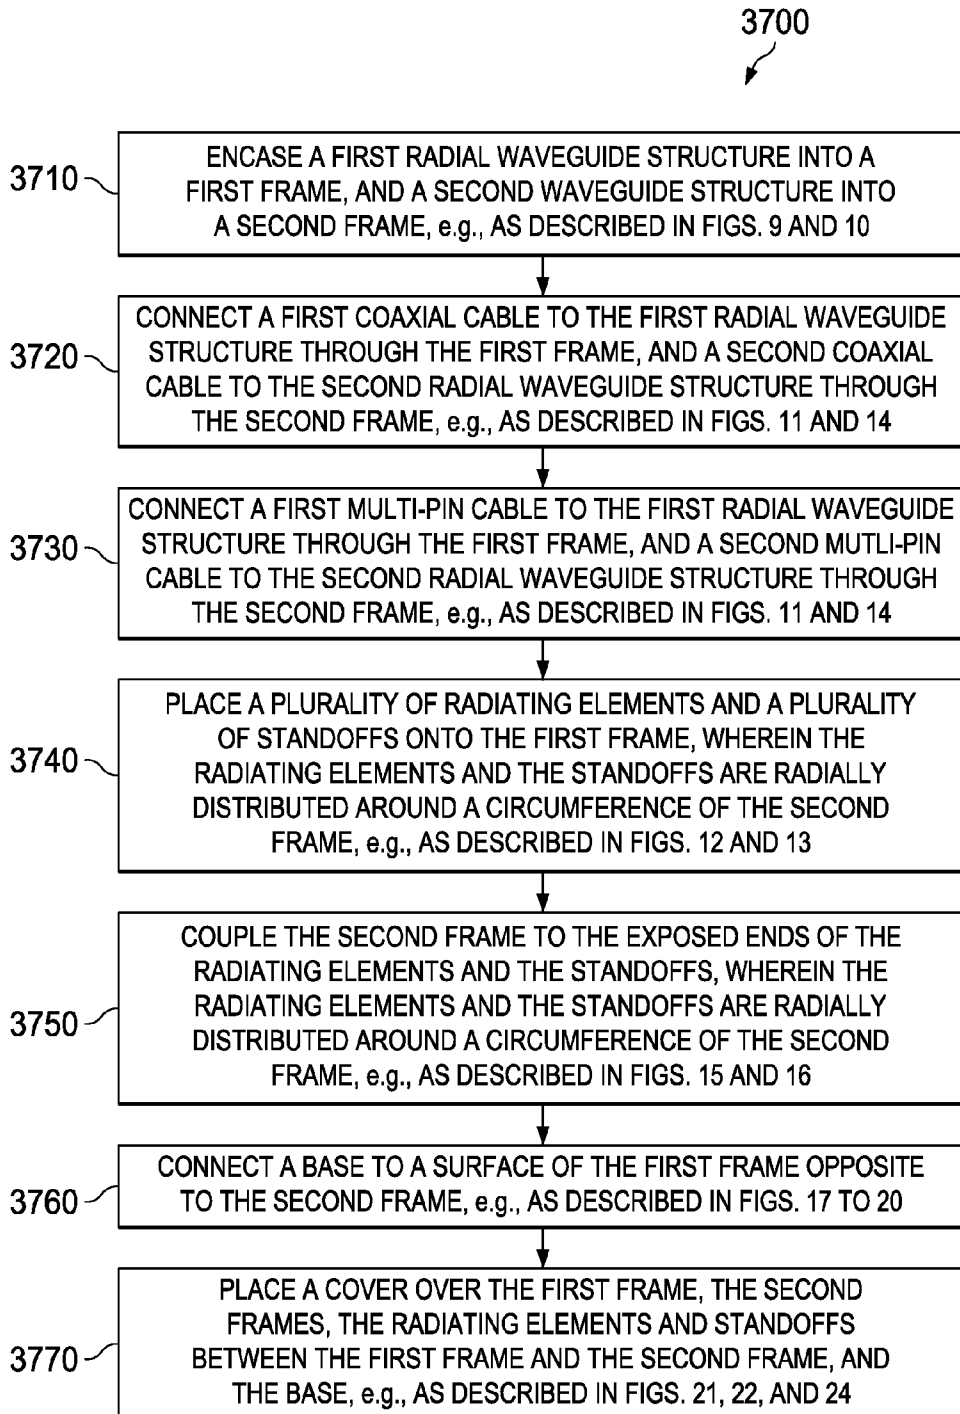 3700
3710
ENCASE A FIRST RADIAL WAVEGUIDE STRUCTURE INTO A
FIRST FRAME, AND A SECOND WAVEGUIDE STRUCTURE INTO
A SECOND FRAME, e.g., AS DESCRIBED IN FIGS. 9 AND 10
3720
CONNECT A FIRST COAXIAL CABLE TO THE FIRST RADIAL WAVEGUIDE
STRUCTURE THROUGH THE FIRST FRAME, AND A SECOND COAXIAL
CABLE TO THE SECOND RADIAL WAVEGUIDE STRUCTURE THROUGH
THE SECOND FRAME, e.g., AS DESCRIBED IN FIGS. 11 AND 14
3730
CONNECT A FIRST MULTI-PIN CABLE TO THE FIRST RADIAL WAVEGUIDE
STRUCTURE THROUGH THE FIRST FRAME, AND A SECOND MUTLI-PIN
CABLE TO THE SECOND RADIAL WAVEGUIDE STRUCTURE THROUGH
THE SECOND FRAME, e.g., AS DESCRIBED IN FIGS. 11 AND 14
3740
PLACE A PLURALITY OF RADIATING ELEMENTS AND A PLURALITY
OF STANDOFFS ONTO THE FIRST FRAME, WHEREIN THE
RADIATING ELEMENTS AND THE STANDOFFS ARE RADIALLY
DISTRIBUTED AROUND A CIRCUMFERENCE OF THE SECOND
FRAME, e.g., AS DESCRIBED IN FIGS. 12 AND 13
3750
COUPLE THE SECOND FRAME TO THE EXPOSED ENDS OF THE
RADIATING ELEMENTS AND THE STANDOFFS, WHEREIN THE
RADIATING ELEMENTS AND THE STANDOFFS ARE RADIALLY
DISTRIBUTED AROUND A CIRCUMFERENCE OF THE SECOND
FRAME, e.g., AS DESCRIBED IN FIGS. 15 AND 16
3760
CONNECT A BASE TO A SURFACE OF THE FIRST FRAME OPPOSITE
TO THE SECOND FRAME, e.g., AS DESCRIBED IN FIGS. 17 TO 20
3770
PLACE A COVER OVER THE FIRST FRAME, THE SECOND
FRAMES, THE RADIATING ELEMENTS AND STANDOFFS
BETWEEN THE FIRST FRAME AND THE SECOND FRAME, AND
THE BASE, e.g., AS DESCRIBED IN FIGS. 21, 22, AND 24